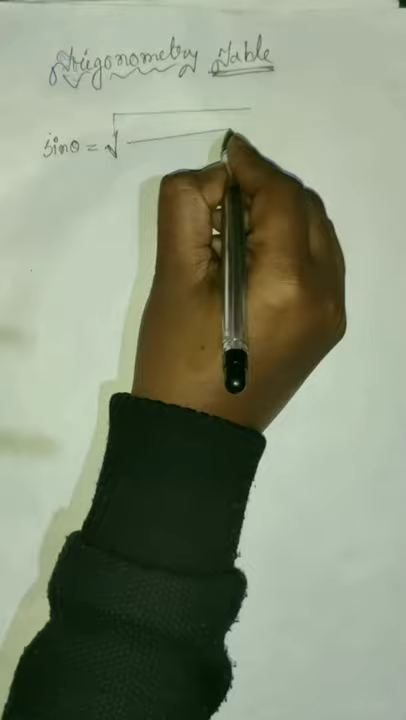 Trigonometry Table
sinθ = √